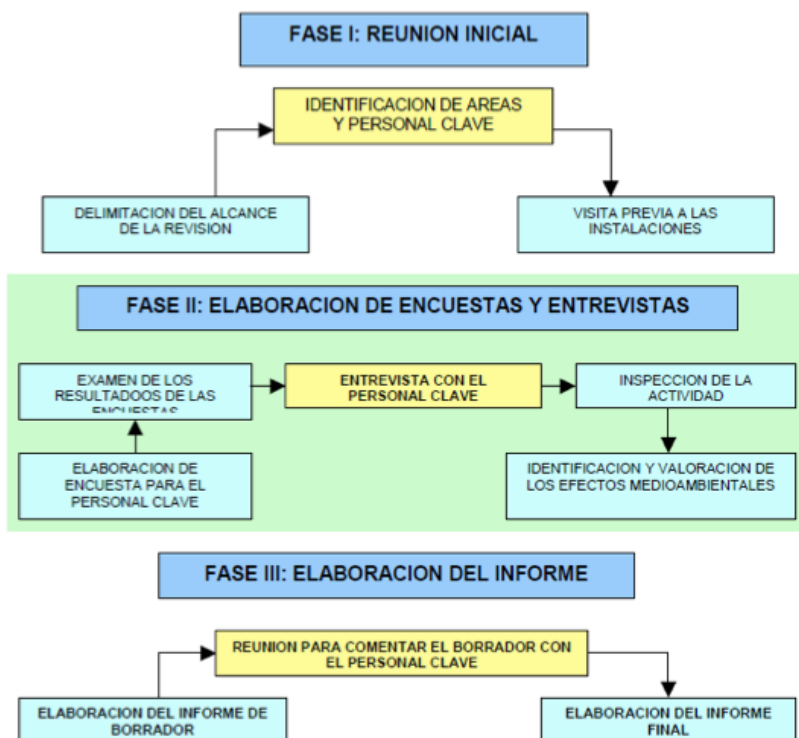 FASE I: REUNION INICIAL
IDENTIFICACION DE AREAS
Y PERSONAL CLAVE
DELIMITACION DEL ALCANCE
DE LA REVISION
VISITA PREVIA A LAS
INSTALACIONES
FASE II: ELABORACION DE ENCUESTAS Y ENTREVISTAS
EXAMEN DE LOS
RESULTADOOS DE LAS
ENCUESTAS
ENTREVISTA CON EL
PERSONAL CLAVE
INSPECCION DE LA
ACTIVIDAD
ELABORACION DE
ENCUESTA PARA EL
PERSONAL CLAVE
IDENTIFICACION Y VALORACION DE
LOS EFECTOS MEDIOAMBIENTALES
FASE III: ELABORACION DEL INFORME
REUNION PARA COMENTAR EL BORRADOR CON
EL PERSONAL CLAVE
ELABORACION DEL INFORME DE
BORRADOR
ELABORACION DEL INFORME
FINAL